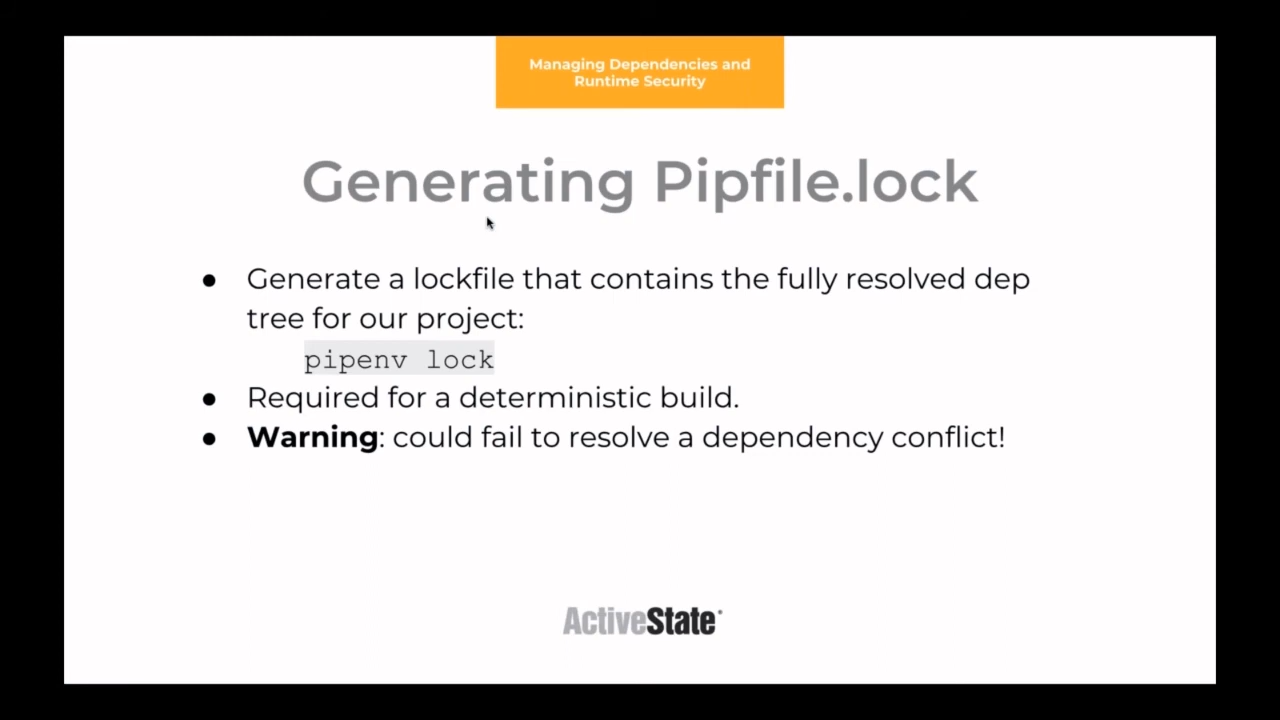 Managing Dependencies and
Runtime Security
Generating Pipfile.lock
● Generate a lockfile that contains the fully resolved dep
tree for our project:
pipenv lock
● Required for a deterministic build.
● Warning: could fail to resolve a dependency conflict!
ActiveState